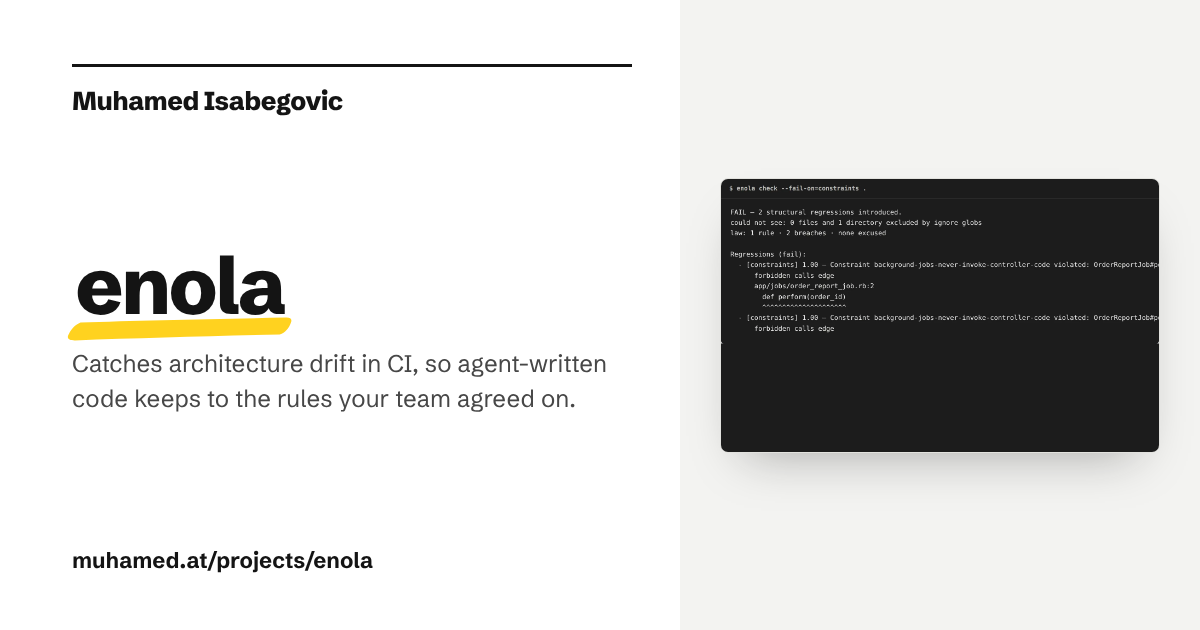 Muhamed Isabegovic
enola
Catches architecture drift in CI, so agent-written
code keeps to the rules your team agreed on.
muhamed.at/projects/enola
$ enola check --fail-on=constraints .
FAIL — 2 structural regressions introduced.
could not see: 0 files and 1 directory excluded by ignore globs
law: 1 rule · 2 breaches · none excused
Regressions (fail):
- [constraints] 1.00 — Constraint background-jobs-never-invoke-controller-code violated: OrderReportJob#pe
forbidden calls edge
app/jobs/order_report_job.rb:2
def perform(order_id)
^^^^^^^^^^^^^^^^^^^^^
- [constraints] 1.00 — Constraint background-jobs-never-invoke-controller-code violated: OrderReportJob#pe
forbidden calls edge